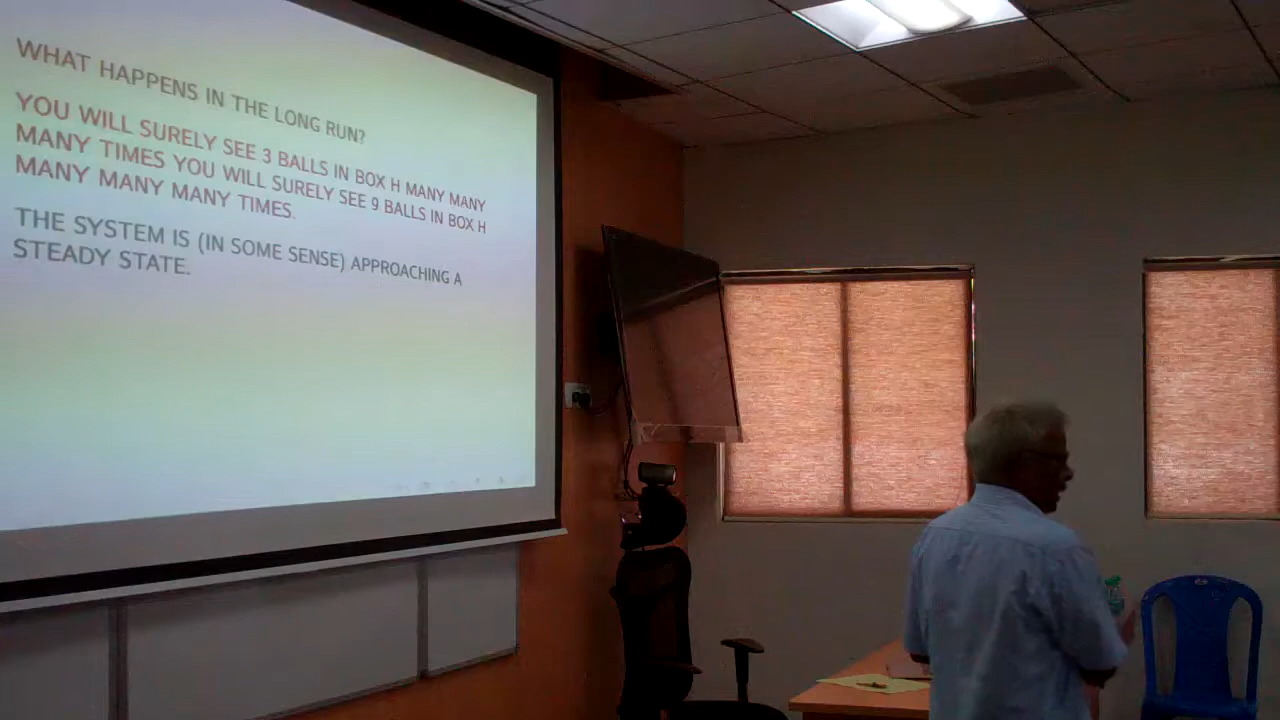 WHAT HAPPENS IN THE LONG RUN?
YOU WILL SURELY SEE 3 BALLS IN BOX H MANY MANY
MANY TIMES YOU WILL SURELY SEE 9 BALLS IN BOX H
MANY MANY MANY TIMES.
THE SYSTEM IS (IN SOME SENSE) APPROACHING A
STEADY STATE.